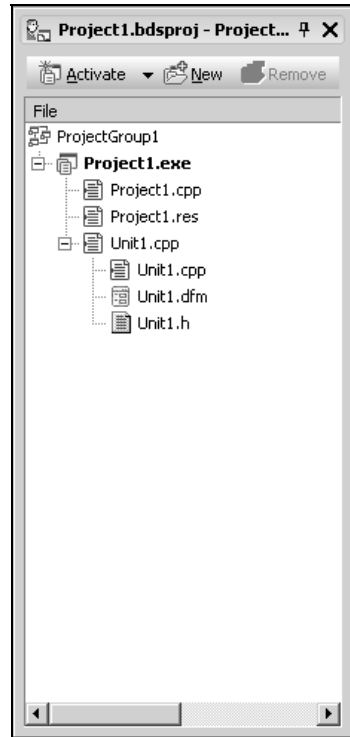 Project1.bdsproj - Project...
Activate New Remove
File
ProjectGroup1
Project1.exe
Project1.cpp
Project1.res
Unit1.cpp
Unit1.cpp
Unit1.dfm
Unit1.h